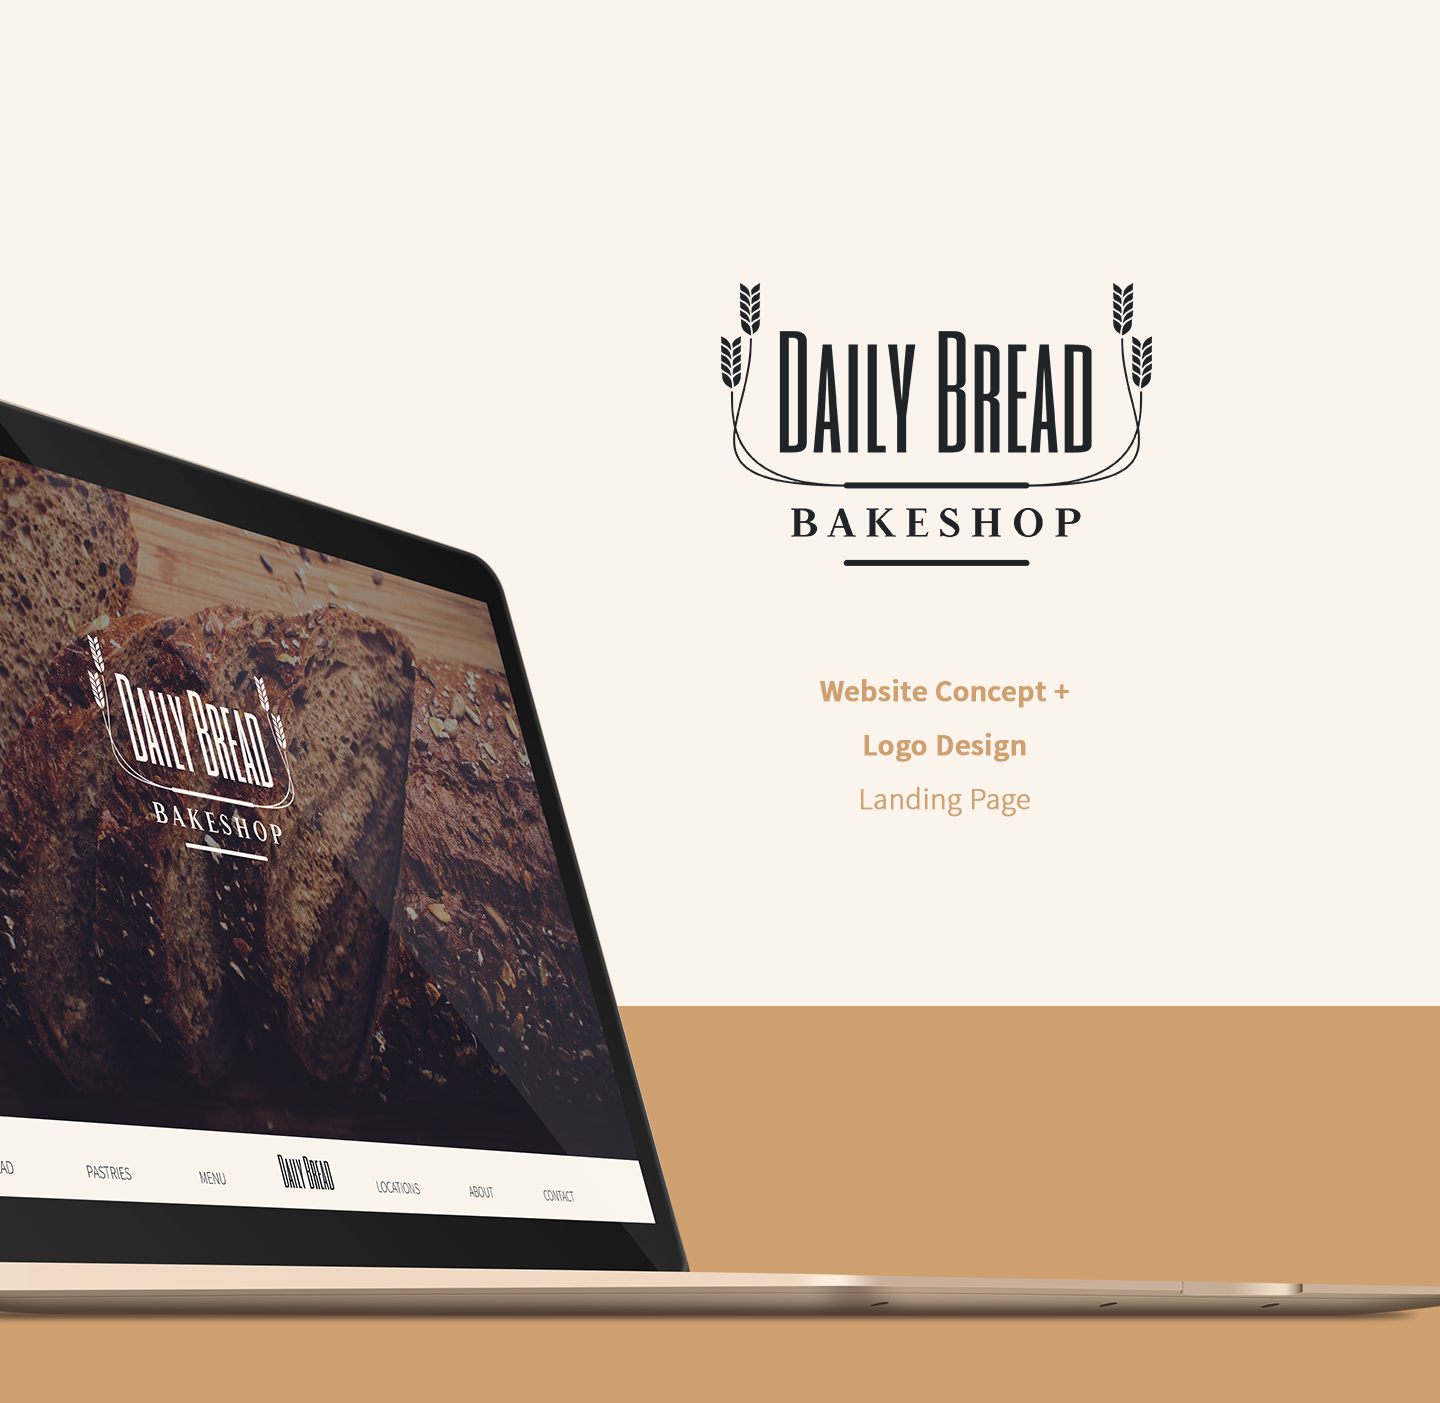 DAILY BREAD
BAKESHOP
Website Concept +
Logo Design
Landing Page
DAILY BREAD
BAKESHOP
AD PASTRIES MENU DAILY BREAD LOCATIONS ABOUT CONTACT